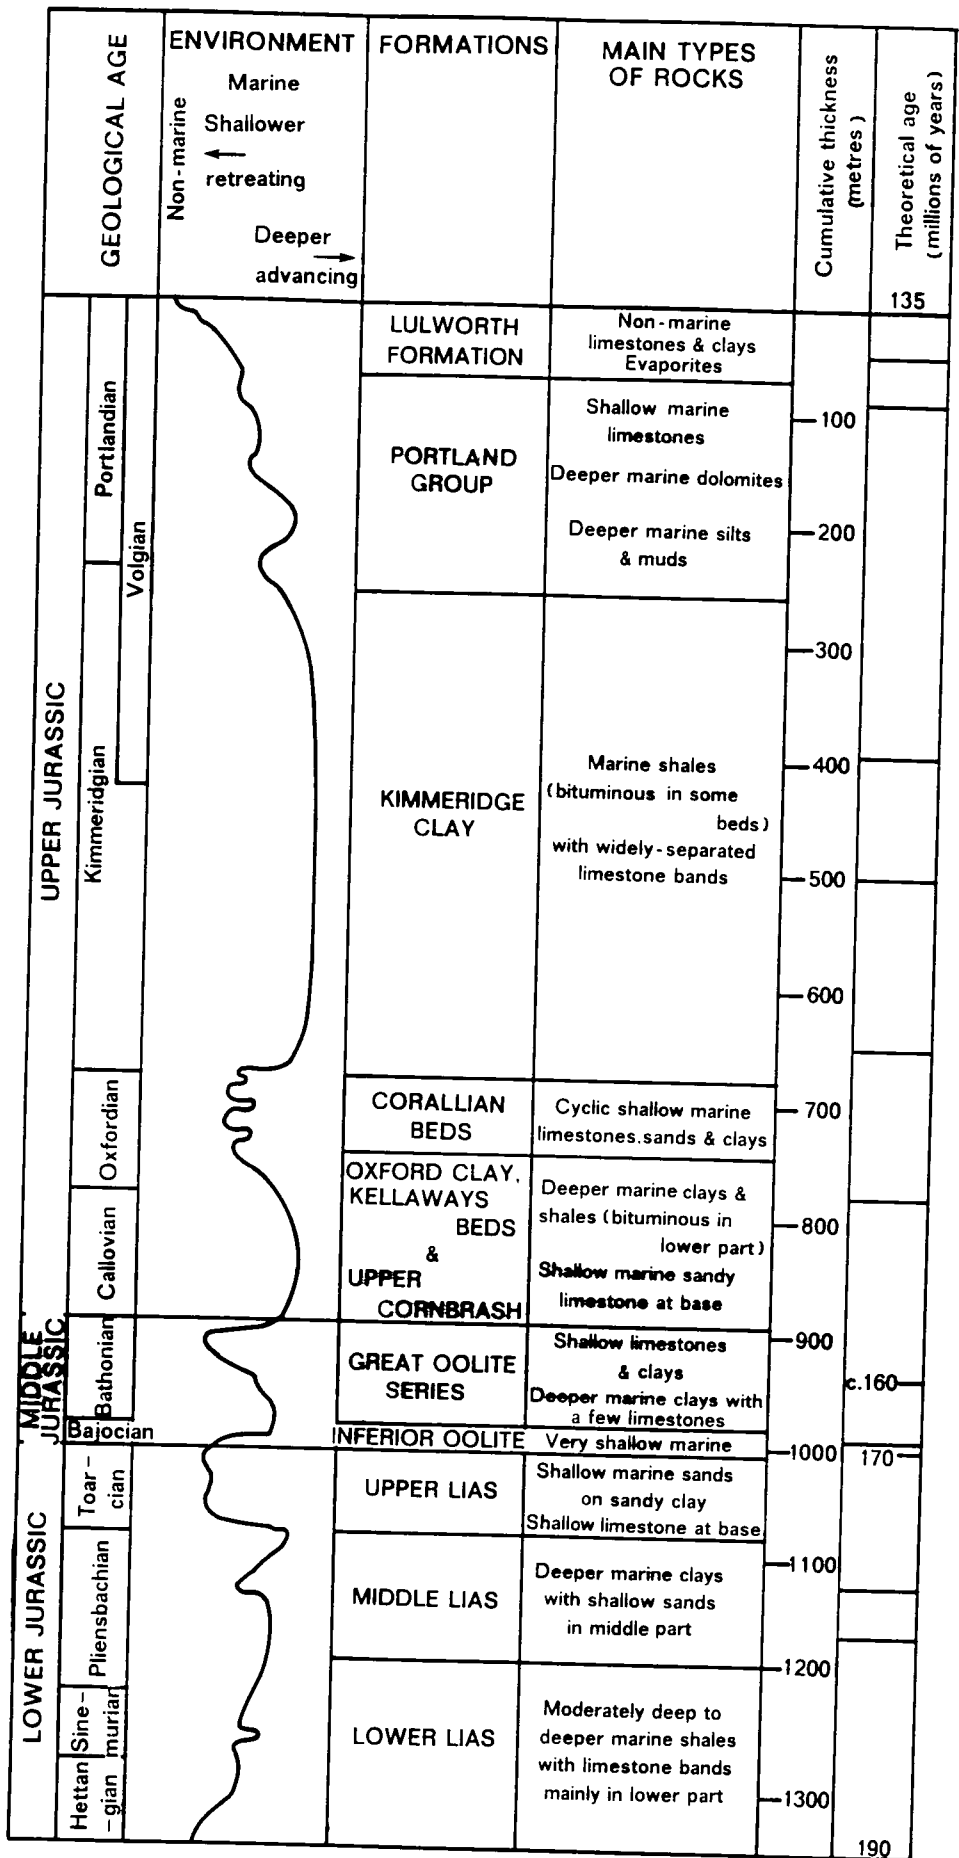 GEOLOGICAL AGE
ENVIRONMENT
Marine
Non-marine
Shallower
retreating
Deeper
advancing
FORMATIONS
MAIN TYPES
OF ROCKS
Cumulative thickness
(metres)
Theoretical age
(millions of years)
135
UPPER JURASSIC
Portlandian
Volgian
Kimmeridgian
Oxfordian
Callovian
MIDDLE
JURASSIC
Bathonian
Bajocian
LOWER JURASSIC
Toar-
cian
Pliensbachian
Sine-
murian
Hettan
-gian
LULWORTH
FORMATION
Non-marine
limestones & clays
Evaporites
PORTLAND
GROUP
Shallow marine
limestones
Deeper marine dolomites
Deeper marine silts
& muds
KIMMERIDGE
CLAY
Marine shales
(bituminous in some
beds)
with widely-separated
limestone bands
CORALLIAN
BEDS
Cyclic shallow marine
limestones.sands & clays
OXFORD CLAY,
KELLAWAYS
BEDS
&
UPPER
CORNBRASH
Deeper marine clays &
shales (bituminous in
lower part)
Shallow marine sandy
limestone at base
GREAT OOLITE
SERIES
Shallow limestones
& clays
Deeper marine clays with
a few limestones
INFERIOR OOLITE
Very shallow marine
UPPER LIAS
Shallow marine sands
on sandy clay
Shallow limestone at base
MIDDLE LIAS
Deeper marine clays
with shallow sands
in middle part
LOWER LIAS
Moderately deep to
deeper marine shales
with limestone bands
mainly in lower part
100
200
300
400
500
600
700
800
900
1000
1100
1200
1300
c.160
170
190